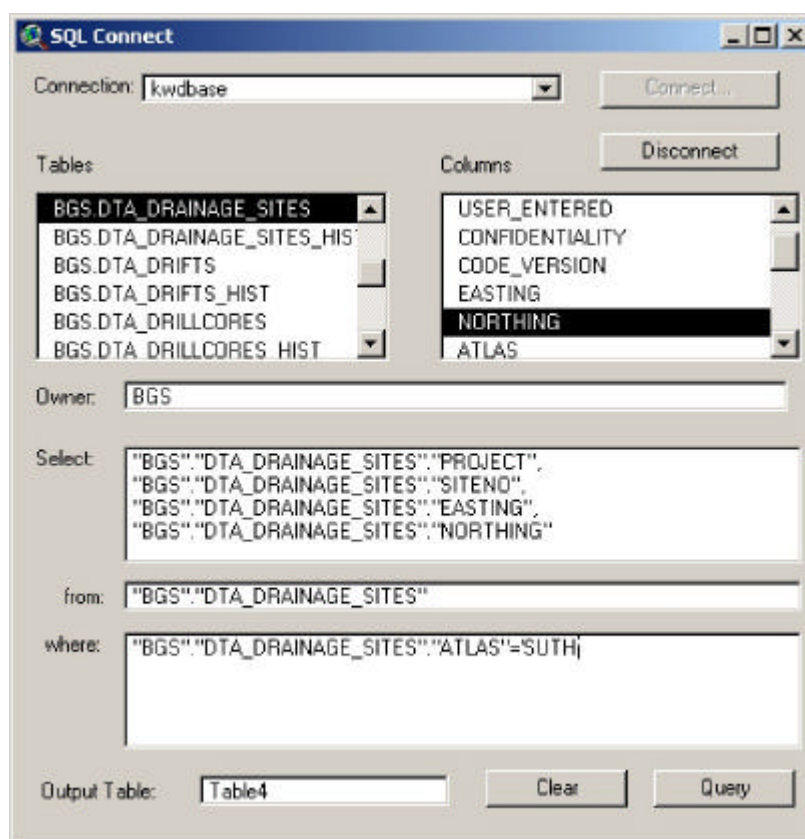 SQL Connect
Connection: kwdbase
Connect...
Disconnect
Tables
Columns
BGS.DTA_DRAINAGE_SITES
BGS.DTA_DRAINAGE_SITES_HIST
BGS.DTA_DRIFTS
BGS.DTA_DRIFTS_HIST
BGS.DTA_DRILLCORES
BGS.DTA_DRILLCORES_HIST
USER_ENTERED
CONFIDENTIALITY
CODE_VERSION
EASTING
NORTHING
ATLAS
Owner: BGS
Select: "BGS"."DTA_DRAINAGE_SITES"."PROJECT",
"BGS"."DTA_DRAINAGE_SITES"."SITENO",
"BGS"."DTA_DRAINAGE_SITES"."EASTING",
"BGS"."DTA_DRAINAGE_SITES"."NORTHING"
from: "BGS"."DTA_DRAINAGE_SITES"
where: "BGS"."DTA_DRAINAGE_SITES"."ATLAS"='SUTH
Output Table: Table4
Clear
Query